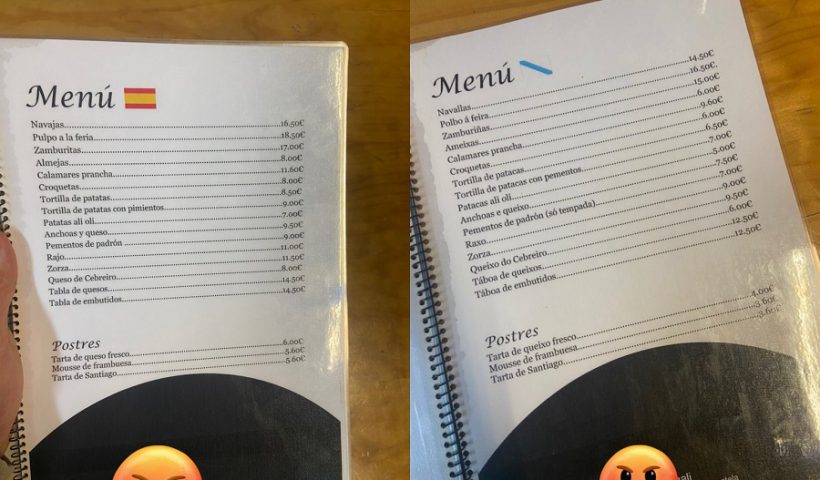 Menú
Navajas........16.50€
Pulpo a la feria........18.50€
Zamburitas........17.00€
Almejas........8.00€
Calamares prancha........11.60€
Croquetas........8.00€
Tortilla de patatas........8.50€
Tortilla de patatas con pimientos........9.00€
Patatas ali oli........7.00€
Anchoas y queso........9.50€
Pementos de padrón........9.00€
Rajo........11.00€
Zorza........11.50€
Queso de Cebreiro........8.00€
Tabla de quesos........14.50€
Tabla de embutidos........14.50€
Postres
Tarta de queso fresco........6.00€
Mousse de frambuesa........5.60€
Tarta de Santiago........5.60€
Menú
Navallas........14.50€
Polbo á feira........16.50€
Zamburiñas........15.00€
Ameixas........6.00€
Calamares prancha........9.60€
Croquetas........6.00€
Tortilla de patacas........6.50€
Tortilla de patacas con pementos........7.00€
Patacas ali oli........5.00€
Anchoas e queixo........7.50€
Pementos de padrón (só tempada)........7.00€
Raxo........9.00€
Zorza........9.50€
Queixo do Cebreiro........6.00€
Táboa de queixos........12.50€
Táboa de embutidos........12.50€
Postres
Tarta de queixo fresco........4.00€
Mousse de frambuesa........3.60€
Tarta de Santiago........3.60€